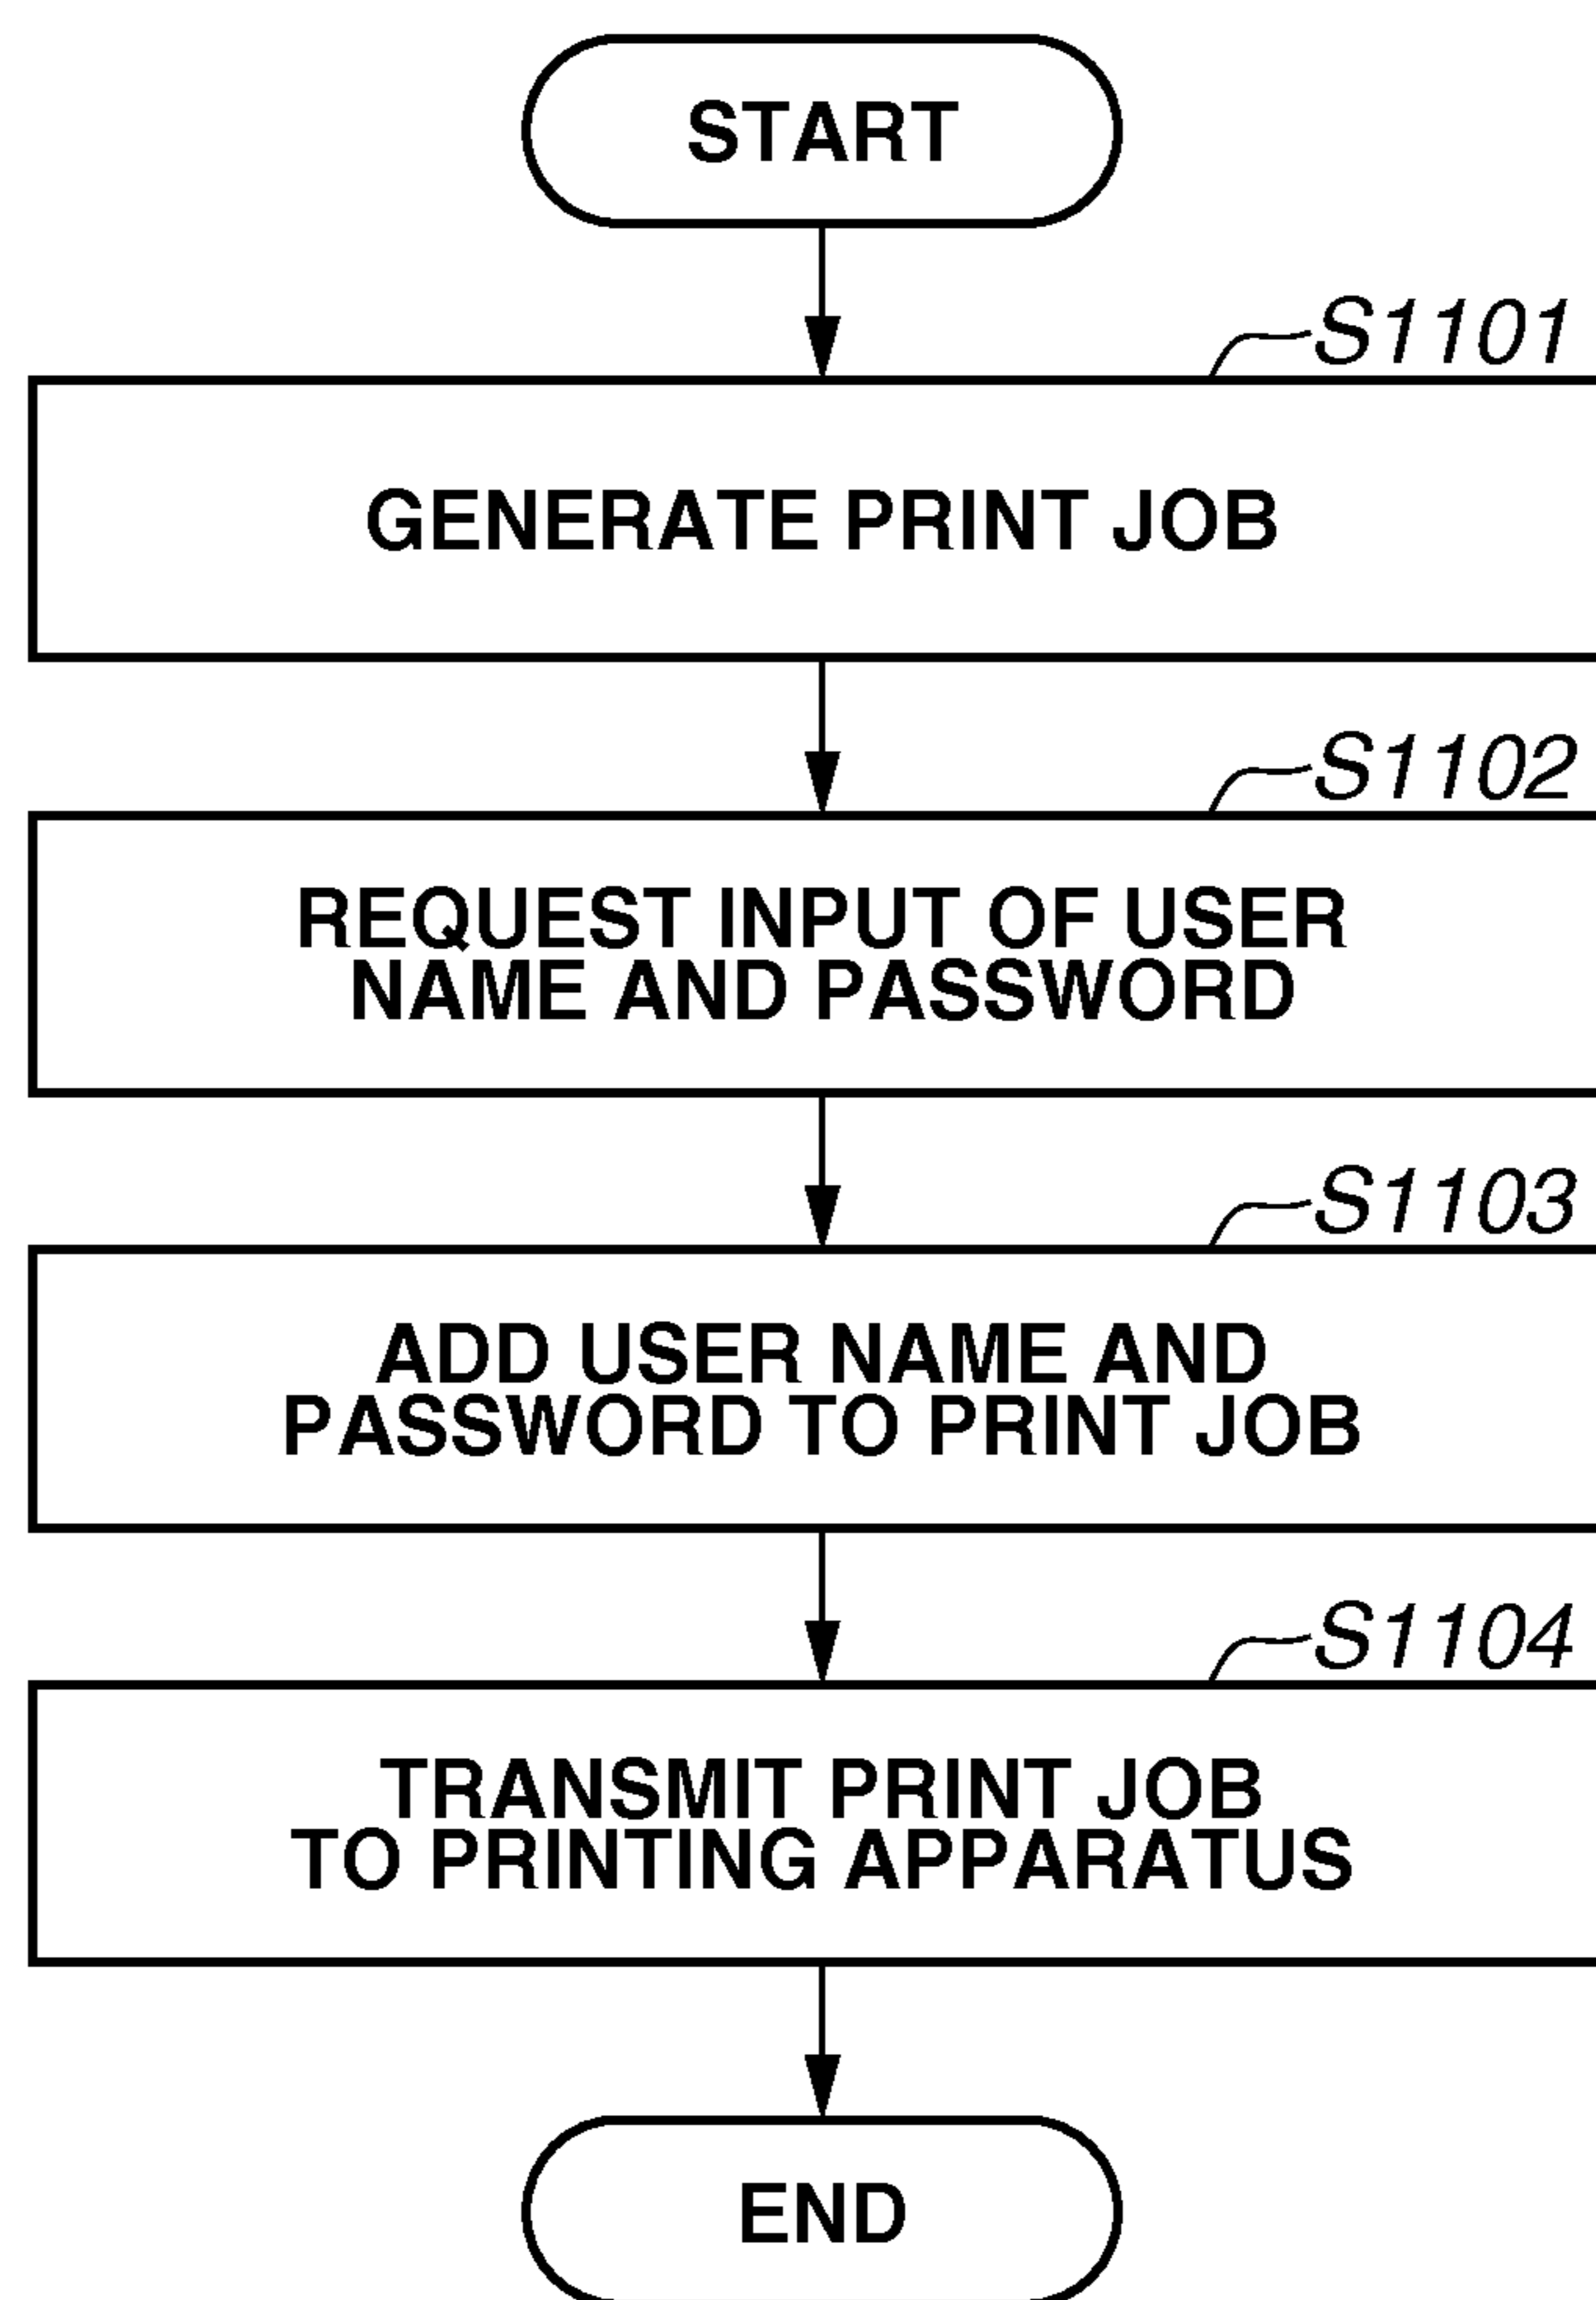 START
S1101
GENERATE PRINT JOB
S1102
REQUEST INPUT OF USER
NAME AND PASSWORD
S1103
ADD USER NAME AND
PASSWORD TO PRINT JOB
S1104
TRANSMIT PRINT JOB
TO PRINTING APPARATUS
END